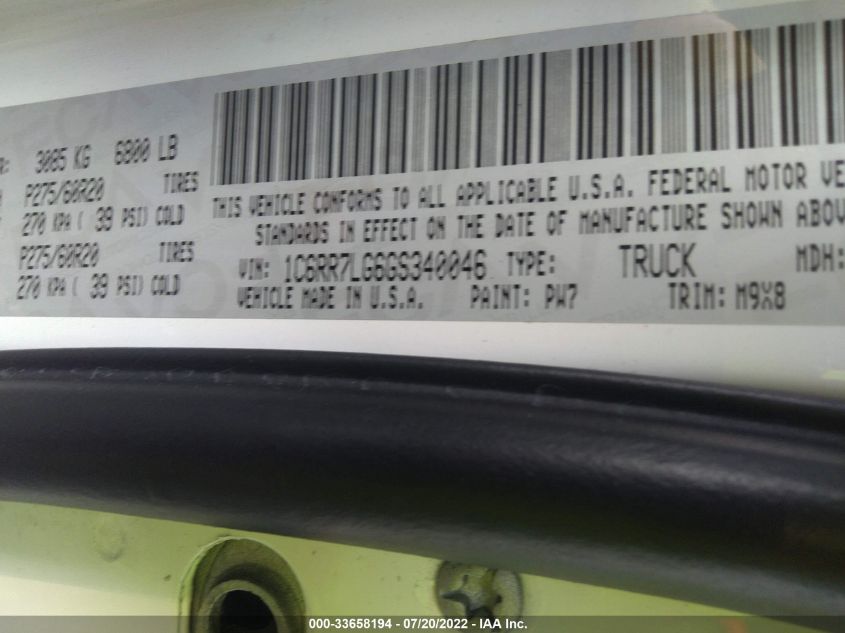 3085 KG 6800 LB
P275/60R20 TIRES
270 KPA ( 39 PSI) COLD
P275/60R20 TIRES
270 KPA ( 39 PSI) COLD
THIS VEHICLE CONFORMS TO ALL APPLICABLE U.S.A. FEDERAL MOTOR VE
STANDARDS IN EFFECT ON THE DATE OF MANUFACTURE SHOWN ABOV
VIN: 1C6RR7LG6GS340046 TYPE: TRUCK MDH:
VEHICLE MADE IN U.S.A. PAINT: PW7 TRIM: M9X8
000-33658194 - 07/20/2022 - IAA Inc.